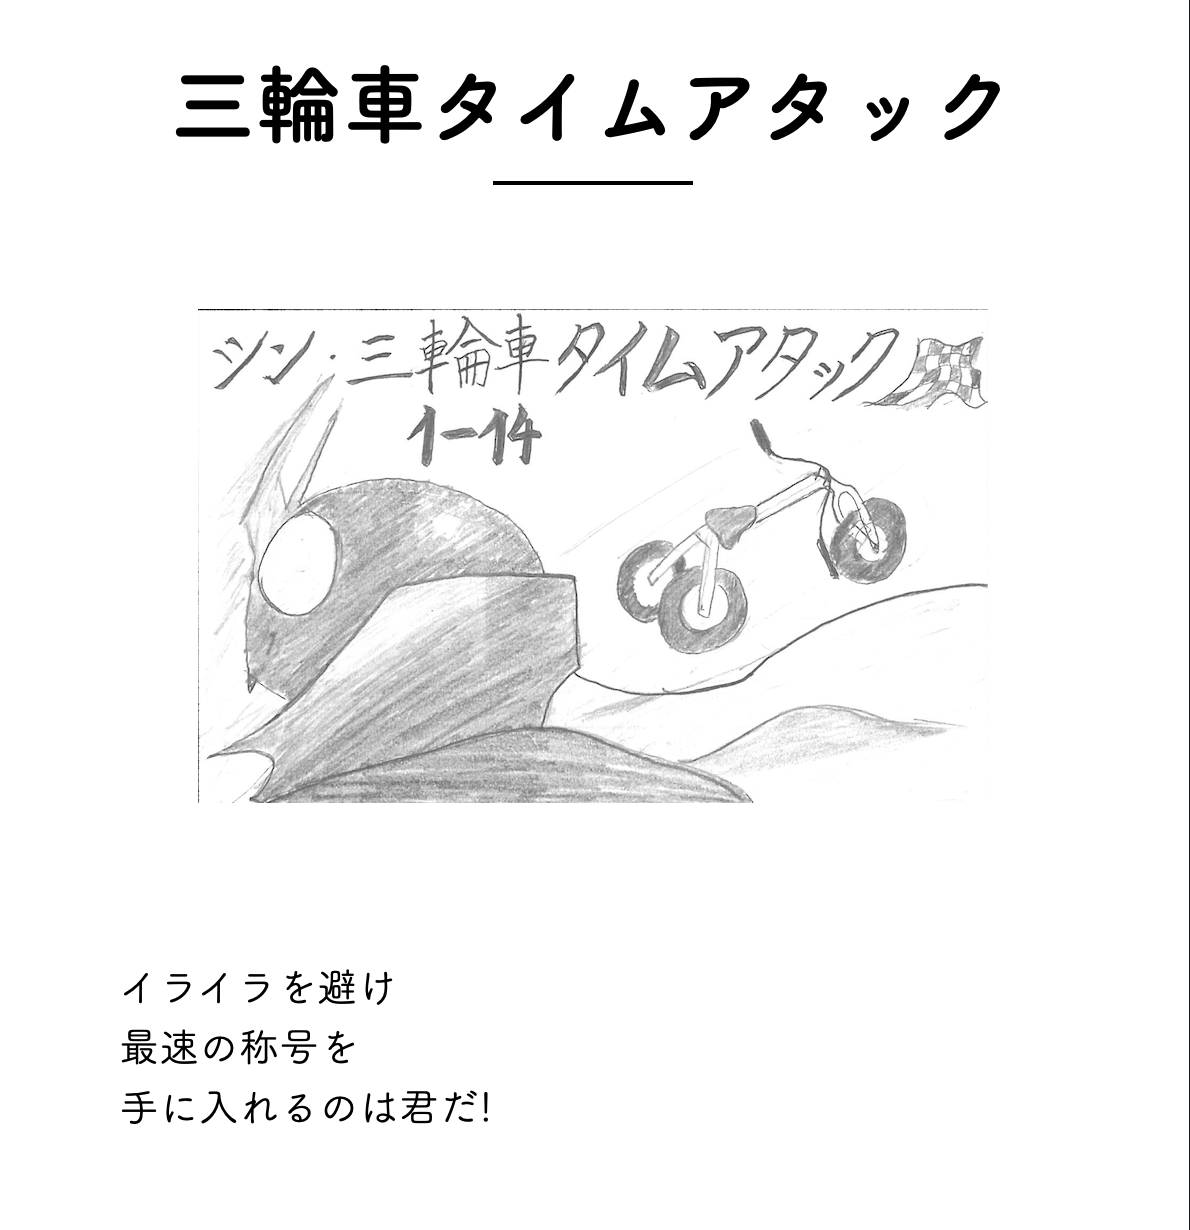 三輪車タイムアタック
シン・三輪車タイムアタック
1-14
イライラを避け
最速の称号を
手に入れるのは君だ!